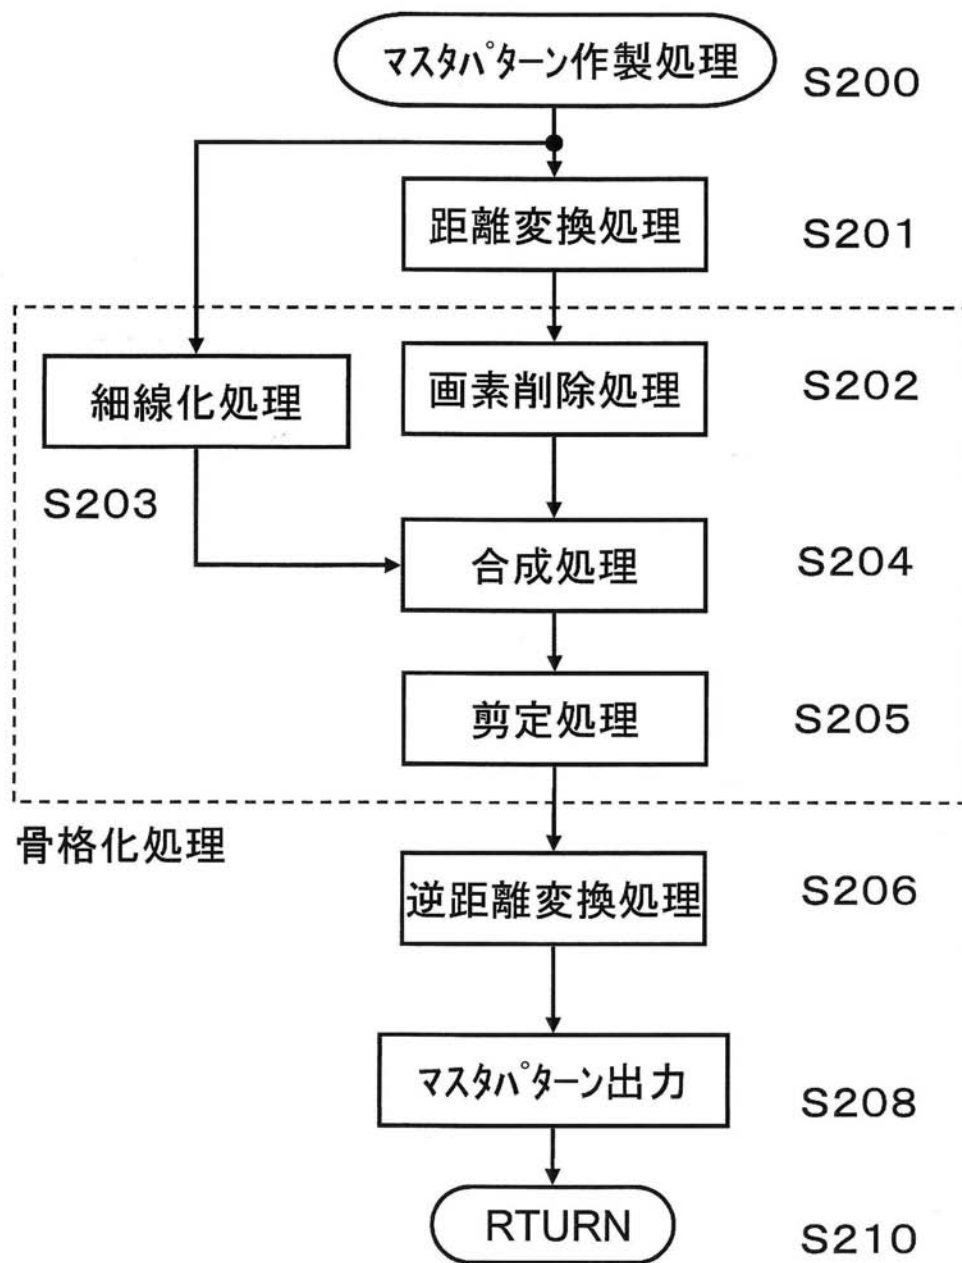 マスタパターン作製処理
S200
距離変換処理
S201
細線化処理
S203
画素削除処理
S202
合成処理
S204
剪定処理
S205
骨格化処理
逆距離変換処理
S206
マスタパターン出力
S208
RTURN
S210